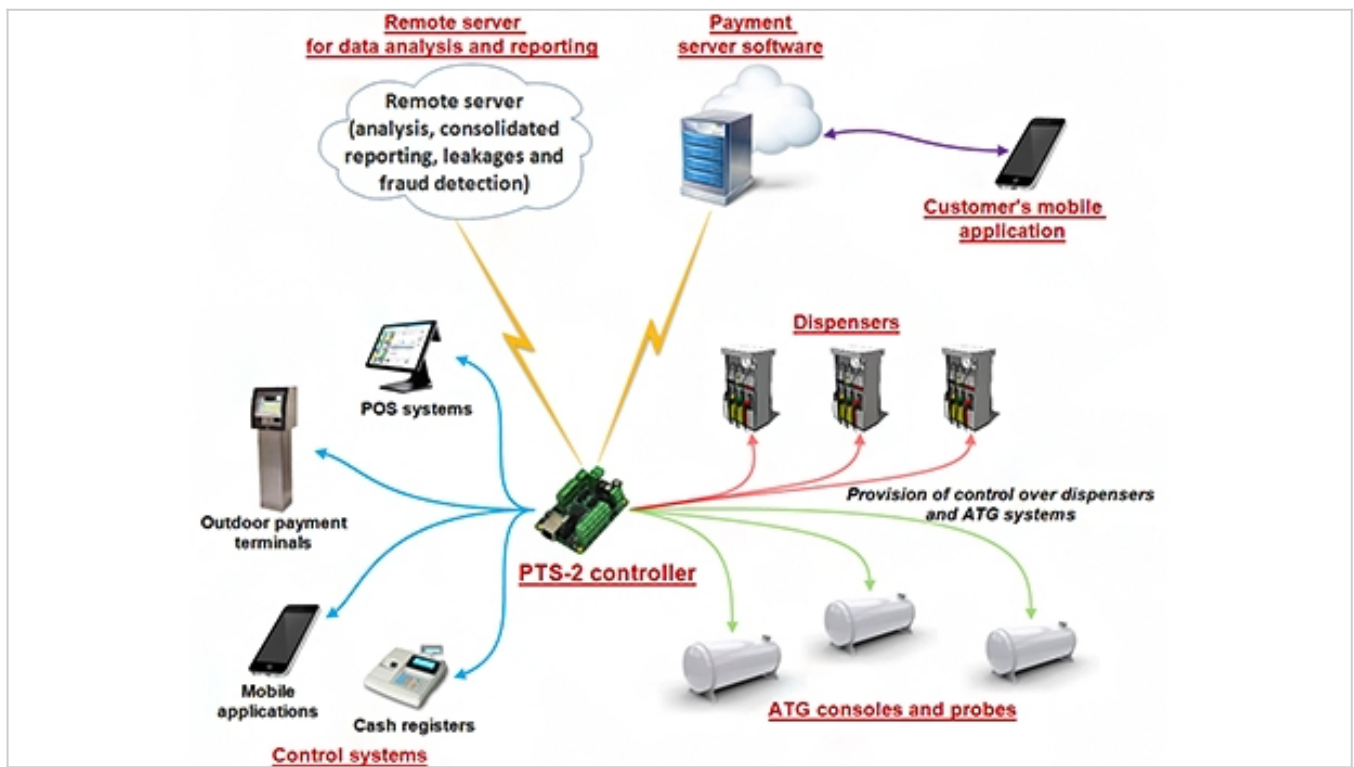 Remote server
for data analysis and reporting
Payment
server software
Remote server
(analysis, consolidated
reporting, leakages and
fraud detection)
Customer's mobile
application
Dispensers
POS systems
Outdoor payment
terminals
Provision of control over dispensers
and ATG systems
PTS-2 controller
Mobile
applications
Cash registers
ATG consoles and probes
Control systems